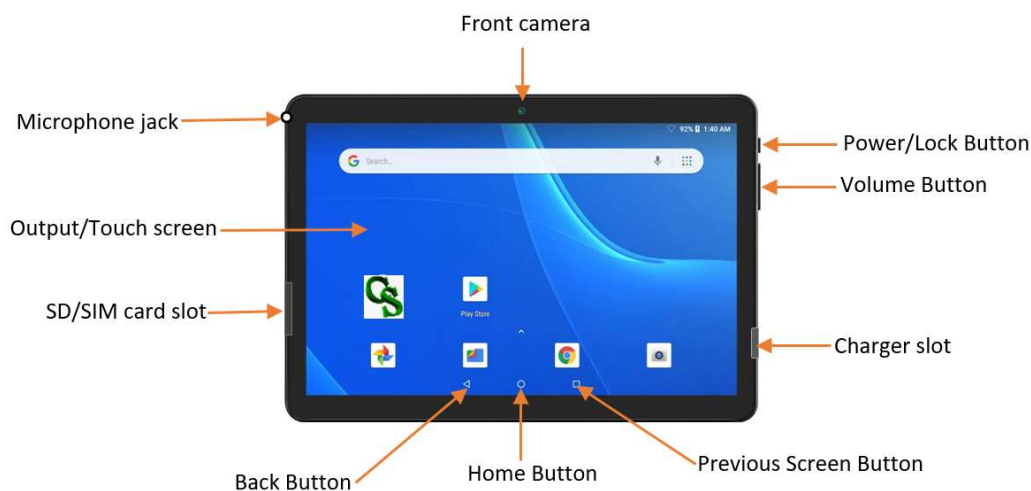 Front camera
Microphone jack
92% 1:40 AM
Power/Lock Button
Search...
Volume Button
Output/Touch screen
CS
Play Store
SD/SIM card slot
Charger slot
Back Button
Home Button
Previous Screen Button